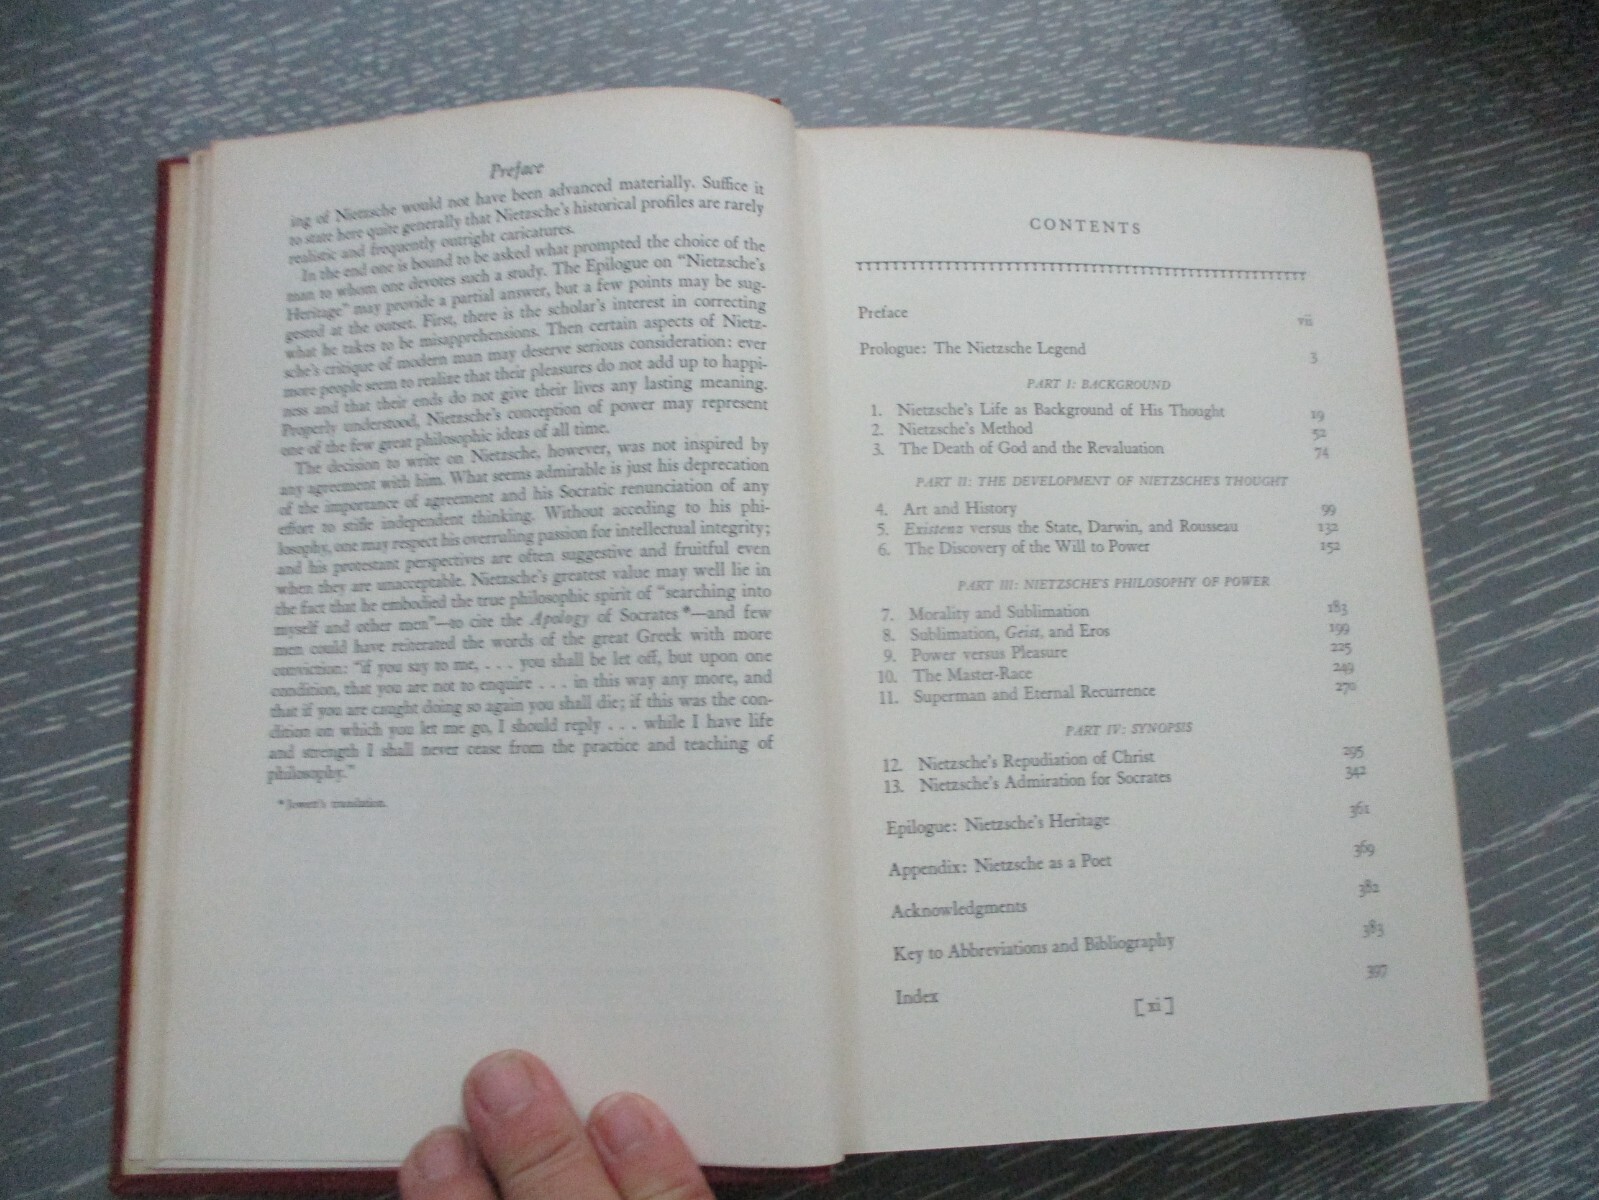 Preface
ing of Nietzsche would not have been advanced materially. Suffice it
to state here quite generally that Nietzsche's historical profiles are rarely
realistic and frequently outright caricatures.
In the end one is bound to be asked what prompted the choice of the
man to whom one devotes such a study. The Epilogue on "Nietzsche's
Heritage" may provide a partial answer, but a few points may be sug-
gested at the outset. First, there is the scholar's interest in correcting
what he takes to be misapprehensions. Then certain aspects of Nietz-
sche's critique of modern man may deserve serious consideration: ever
more people seem to realize that their pleasures do not add up to happi-
ness and that their ends do not give their lives any lasting meaning.
Properly understood, Nietzsche's conception of power may represent
one of the few great philosophic ideas of all time.
The decision to write on Nietzsche, however, was not inspired by
any agreement with him. What seems admirable is just his deprecation
of the importance of agreement and his Socratic renunciation of any
effort to stifle independent thinking. Without acceding to his phi-
losophy, one may respect his overruling passion for intellectual integrity;
and his protestant perspectives are often suggestive and fruitful even
when they are unacceptable. Nietzsche's greatest value may well lie in
the fact that he embodied the true philosophic spirit of "searching into
myself and other men"—to cite the Apology of Socrates*—and few
men could have reiterated the words of the great Greek with more
conviction: "if you say to me, . . . you shall be let off, but upon one
condition, that you are not to enquire . . . in this way any more, and
that if you are caught doing so again you shall die; if this was the con-
dition on which you let me go, I should reply . . . while I have life
and strength I shall never cease from the practice and teaching of
philosophy."
* Jowett's translation.
CONTENTS
Preface vii
Prologue: The Nietzsche Legend 3
PART I: BACKGROUND
1. Nietzsche's Life as Background of His Thought 19
2. Nietzsche's Method 52
3. The Death of God and the Revaluation 74
PART II: THE DEVELOPMENT OF NIETZSCHE'S THOUGHT
4. Art and History 99
5. Existenz versus the State, Darwin, and Rousseau 132
6. The Discovery of the Will to Power 152
PART III: NIETZSCHE'S PHILOSOPHY OF POWER
7. Morality and Sublimation 183
8. Sublimation, Geist, and Eros 199
9. Power versus Pleasure 225
10. The Master-Race 249
11. Superman and Eternal Recurrence 270
PART IV: SYNOPSIS
12. Nietzsche's Repudiation of Christ 295
13. Nietzsche's Admiration for Socrates 342
Epilogue: Nietzsche's Heritage 361
Appendix: Nietzsche as a Poet 369
Acknowledgments 382
Key to Abbreviations and Bibliography 383
Index 397
[ xi ]